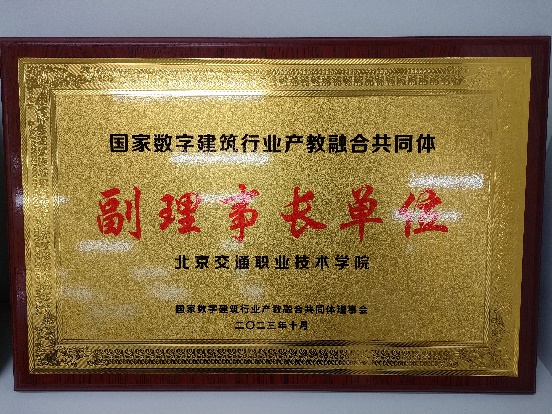 国家数字建筑行业产教融合共同体
副理事长单位
北京交通职业技术学院
国家数字建筑行业产教融合共同体理事会
二〇二三年十月